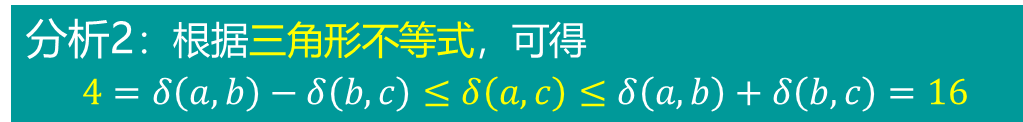 分析2：根据三角形不等式，可得
4 = δ(a, b) − δ(b, c) ≤ δ(a, c) ≤ δ(a, b) + δ(b, c) = 16